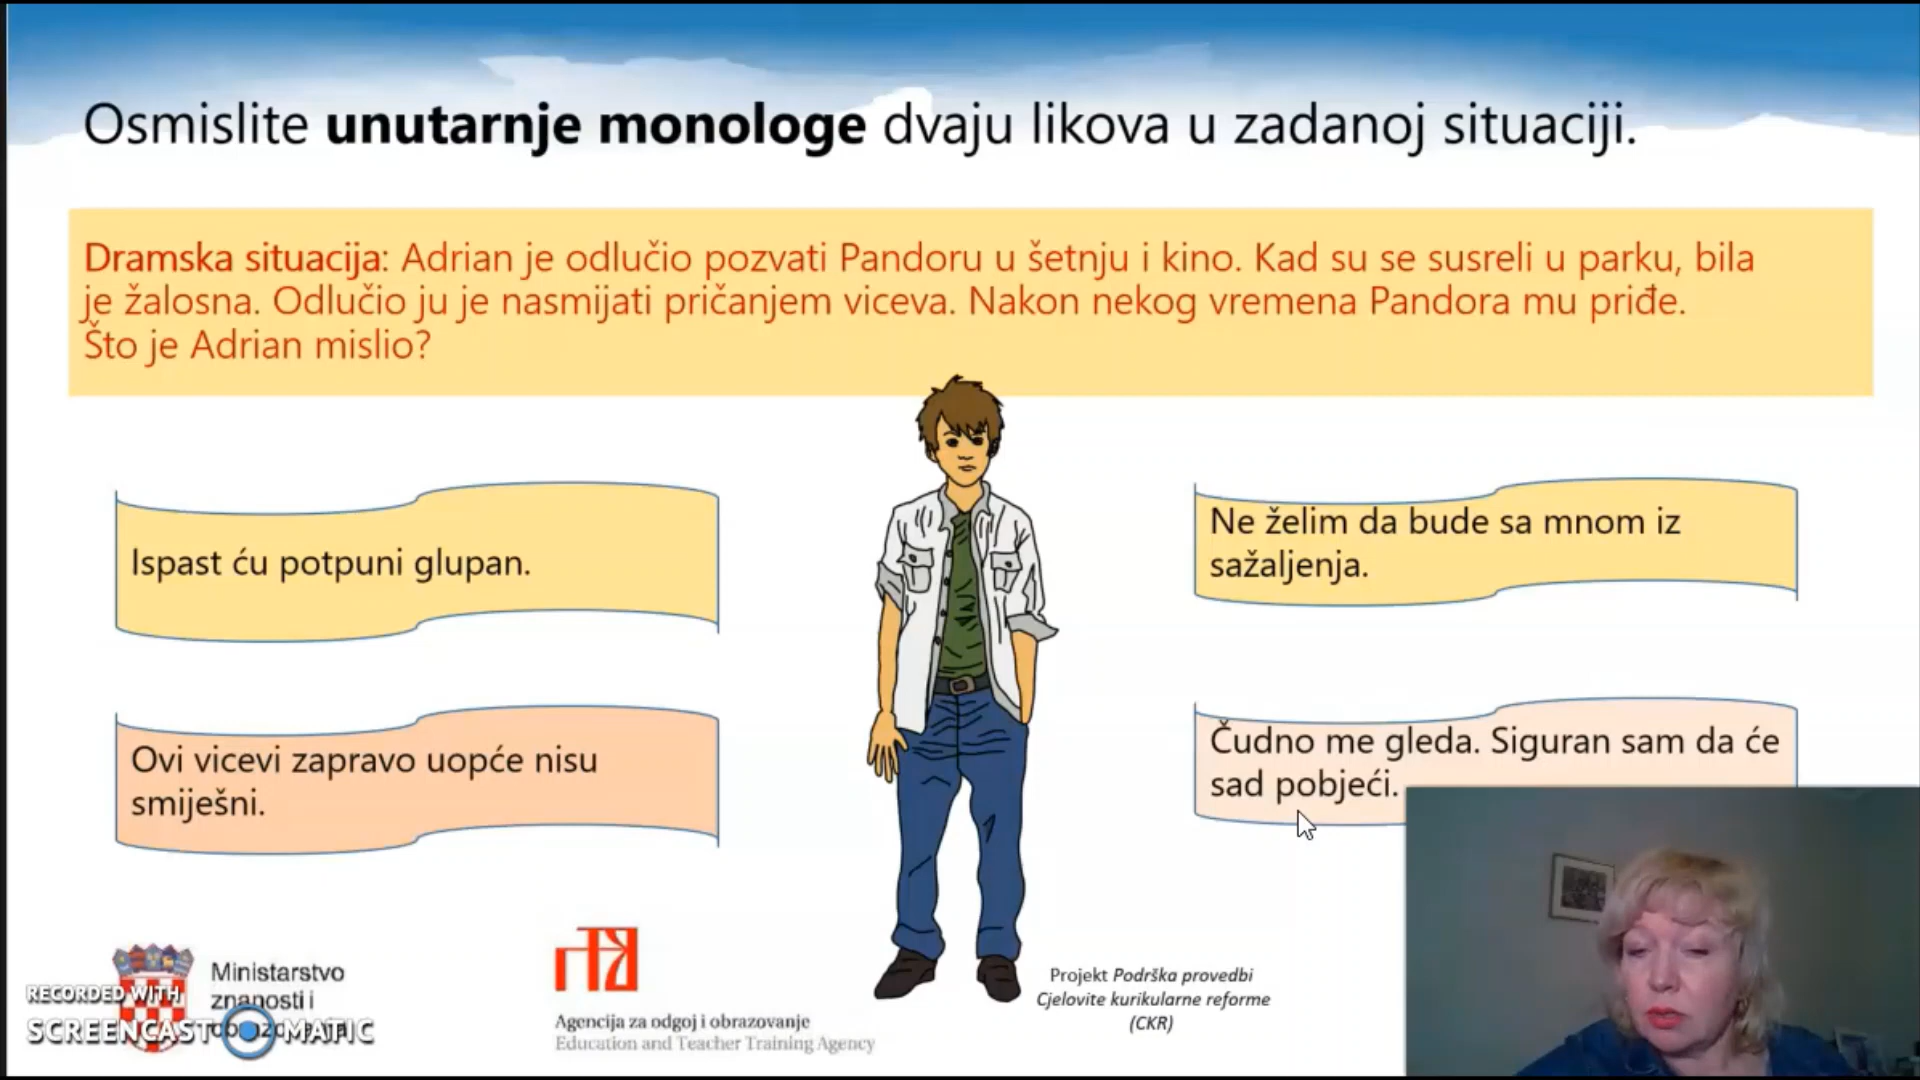 Osmislite unutarnje monologe dvaju likova u zadanoj situaciji.
Dramska situacija: Adrian je odlučio pozvati Pandoru u šetnju i kino. Kad su se susreli u parku, bila
je žalosna. Odlučio ju je nasmijati pričanjem viceva. Nakon nekog vremena Pandora mu priđe.
Što je Adrian mislio?
Ispast ću potpuni glupan.
Ne želim da bude sa mnom iz
sažaljenja.
Ovi vicevi zapravo uopće nisu
smiješni.
Čudno me gleda. Siguran sam da će
sad pobjeći.
Ministarstvo
znanosti i
RECORDED WITH
SCREENCAST O MATIC
Agencija za odgoj i obrazovanje
Education and Teacher Training Agency
Projekt Podrška provedbi
Cjelovite kurikularne reforme
(CKR)